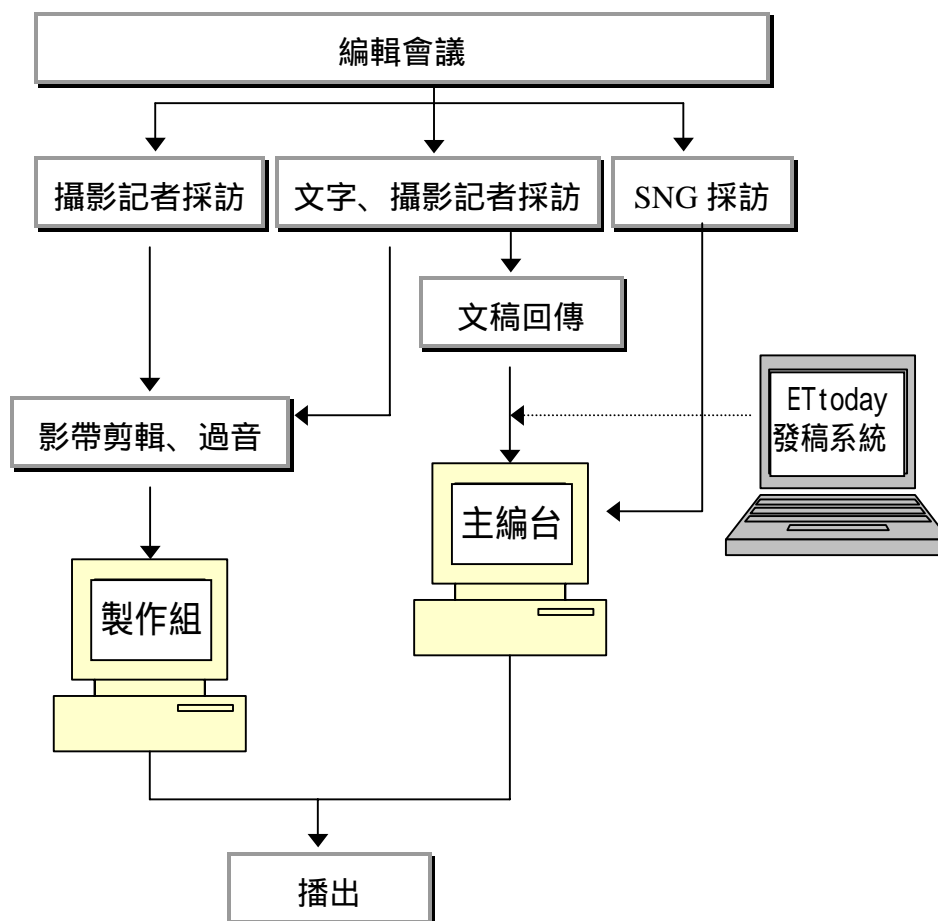 編輯會議
攝影記者採訪
文字、攝影記者採訪
SNG 採訪
文稿回傳
ETtoday
發稿系統
影帶剪輯、過音
主編台
製作組
播出